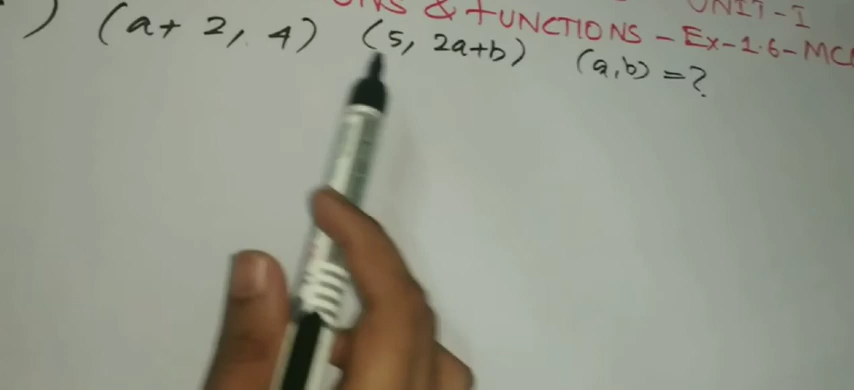 & FUNCTIONS - Ex-1.6-MC
UNIT-I
) (a+ 2, 4) (5, 2a+b) (a,b) =?